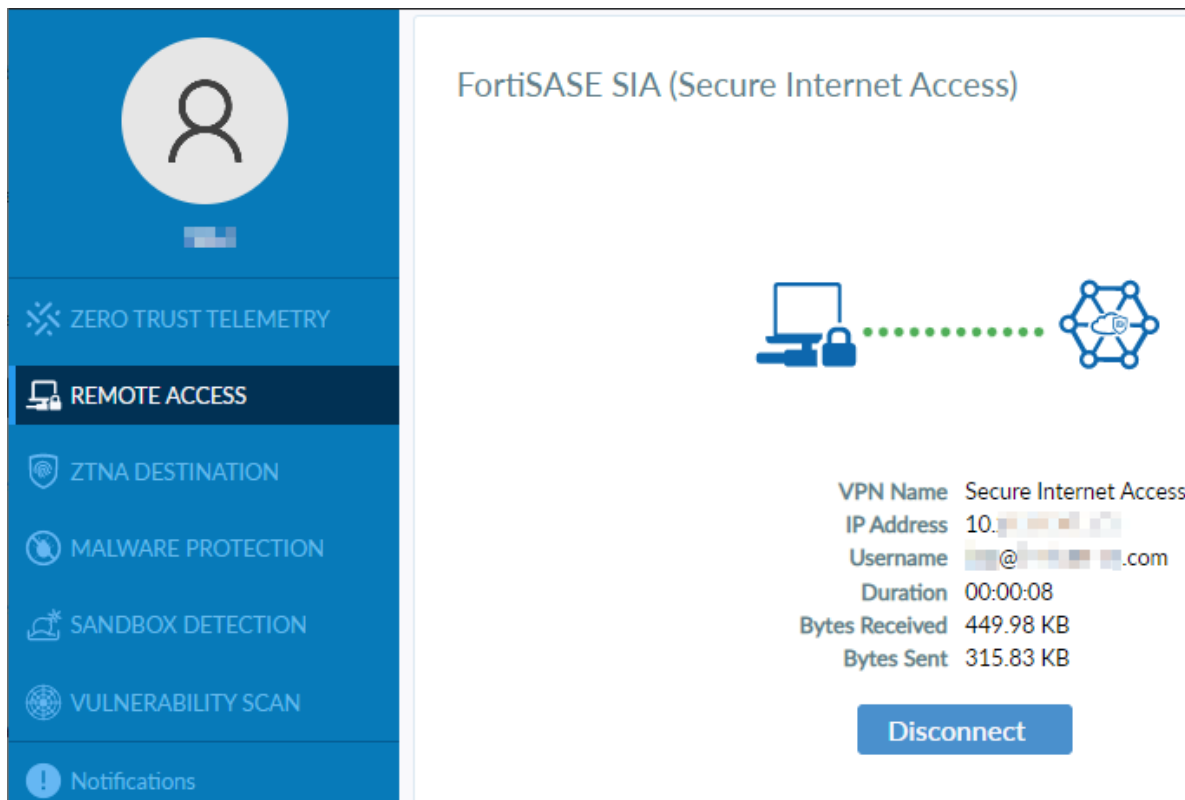 FortiSASE SIA (Secure Internet Access)
ZERO TRUST TELEMETRY
REMOTE ACCESS
ZTNA DESTINATION
MALWARE PROTECTION
SANDBOX DETECTION
VULNERABILITY SCAN
Notifications
VPN Name Secure Internet Access
IP Address 10.
Username @ .com
Duration 00:00:08
Bytes Received 449.98 KB
Bytes Sent 315.83 KB
Disconnect